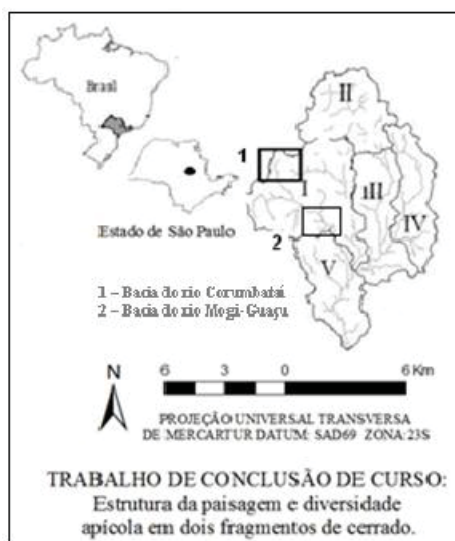 Brasil
II
1
I
III
IV
Estado de São Paulo
2
V
1 – Bacia do rio Corumbataí
2 – Bacia do rio Mogi-Guaçu
N
6 3 0 6 Km
PROJEÇÃO UNIVERSAL TRANSVERSA
DE MERCARTUR DATUM: SAD69 ZONA:23S
TRABALHO DE CONCLUSÃO DE CURSO:
Estrutura da paisagem e diversidade
apícola em dois fragmentos de cerrado.